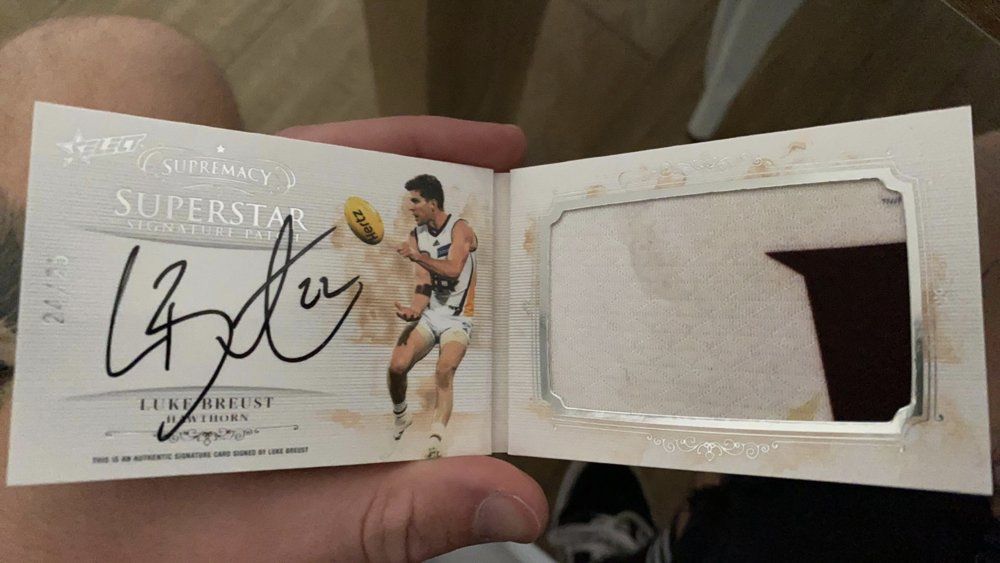 SELECT
SUPREMACY
SUPERSTAR
SIGNATURE PATCH
Hertz
22
LUKE BREUST
HAWTHORN
THIS IS AN AUTHENTIC SIGNATURE CARD SIGNED BY LUKE BREUST